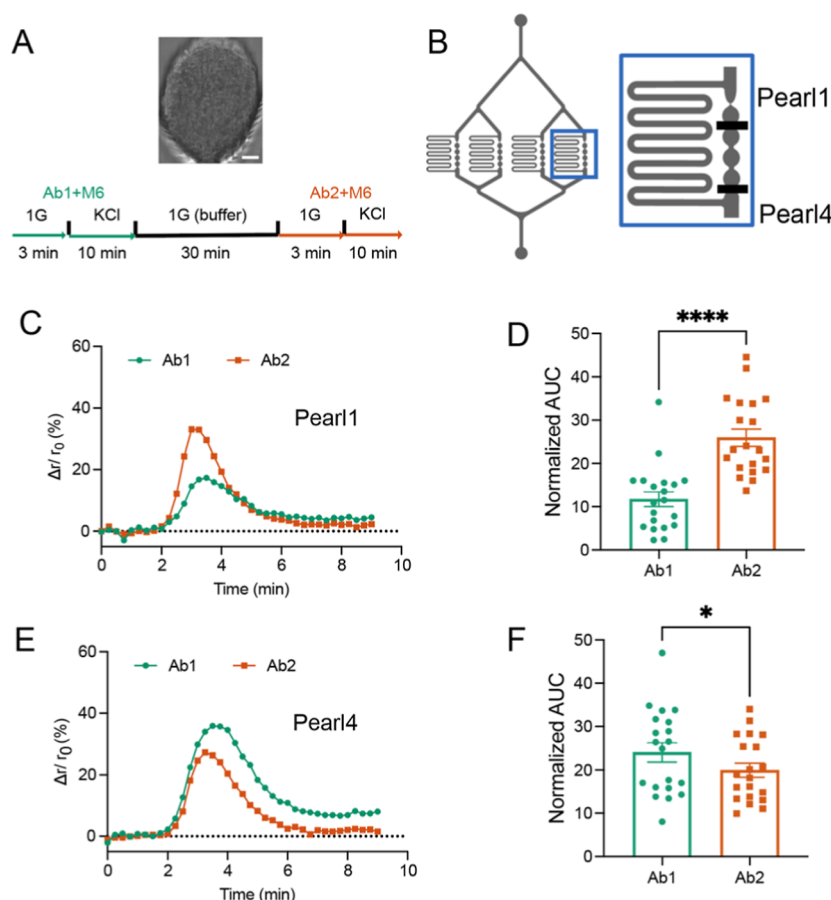 A
Ab1+M6 Ab2+M6
1G KCl 1G (buffer) 1G KCl
3 min 10 min 30 min 3 min 10 min
B
Pearl1
Pearl4
C
60
40
20
0
Δr/ r0 (%)
Ab1 Ab2
Pearl1
0 2 4 6 8 10
Time (min)
D
****
50
40
30
20
10
0
Normalized AUC
Ab1 Ab2
E
60
40
20
0
Δr/ r0 (%)
Ab1 Ab2
Pearl4
0 2 4 6 8 10
Time (min)
F
*
50
40
30
20
10
0
Normalized AUC
Ab1 Ab2